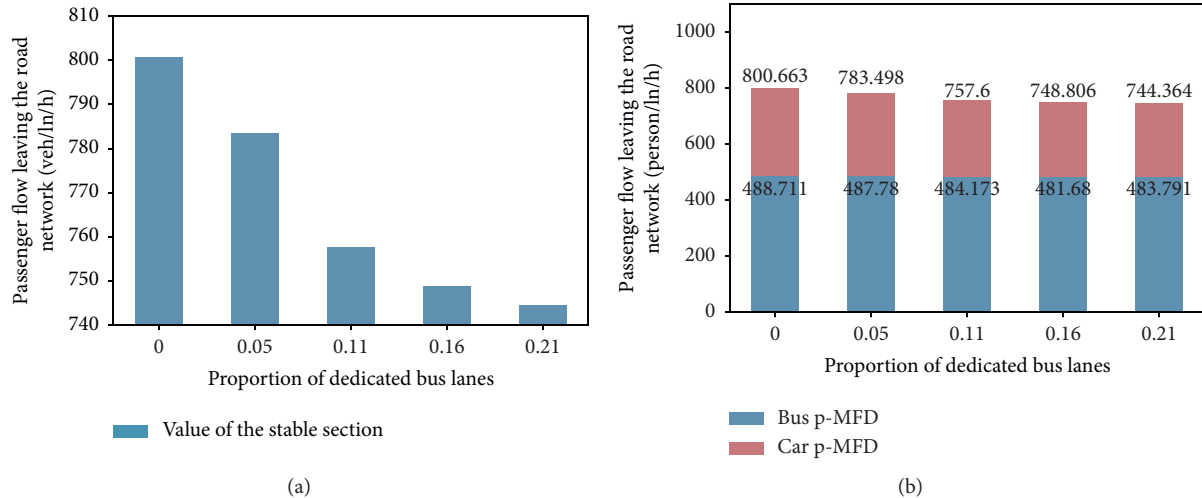 Passenger flow leaving the road
network (veh/ln/h)
810
800
790
780
770
760
750
740
0 0.05 0.11 0.16 0.21
Proportion of dedicated bus lanes
Value of the stable section
(a)
Passenger flow leaving the road
network (person/ln/h)
1000
800
600
400
200
0
800.663 783.498 757.6 748.806 744.364
488.711 487.78 484.173 481.68 483.791
0 0.05 0.11 0.16 0.21
Proportion of dedicated bus lanes
Bus p-MFD
Car p-MFD
(b)